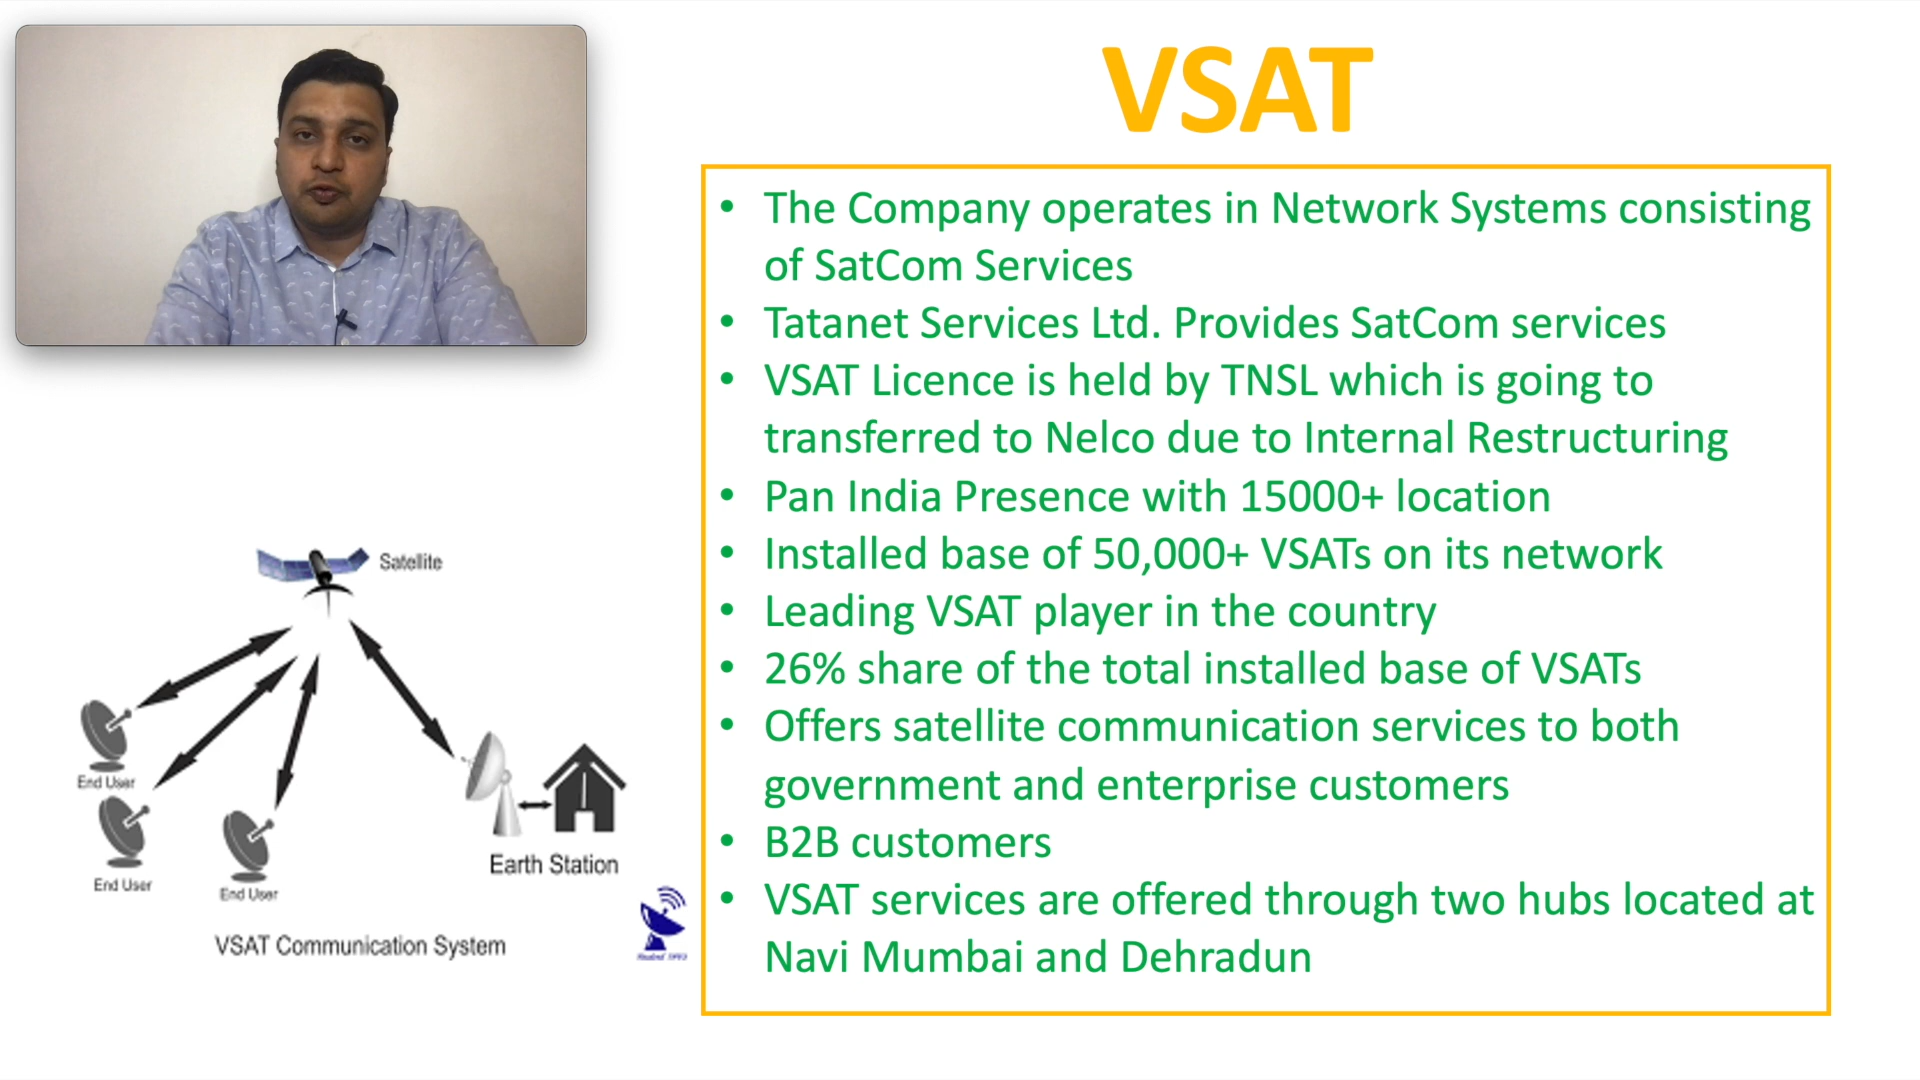 VSAT
• The Company operates in Network Systems consisting
of SatCom Services
• Tatanet Services Ltd. Provides SatCom services
• VSAT Licence is held by TNSL which is going to
transferred to Nelco due to Internal Restructuring
• Pan India Presence with 15000+ location
• Installed base of 50,000+ VSATs on its network
• Leading VSAT player in the country
• 26% share of the total installed base of VSATs
• Offers satellite communication services to both
government and enterprise customers
• B2B customers
• VSAT services are offered through two hubs located at
Navi Mumbai and Dehradun
Satellite
End User
End User
End User
Earth Station
VSAT Communication System